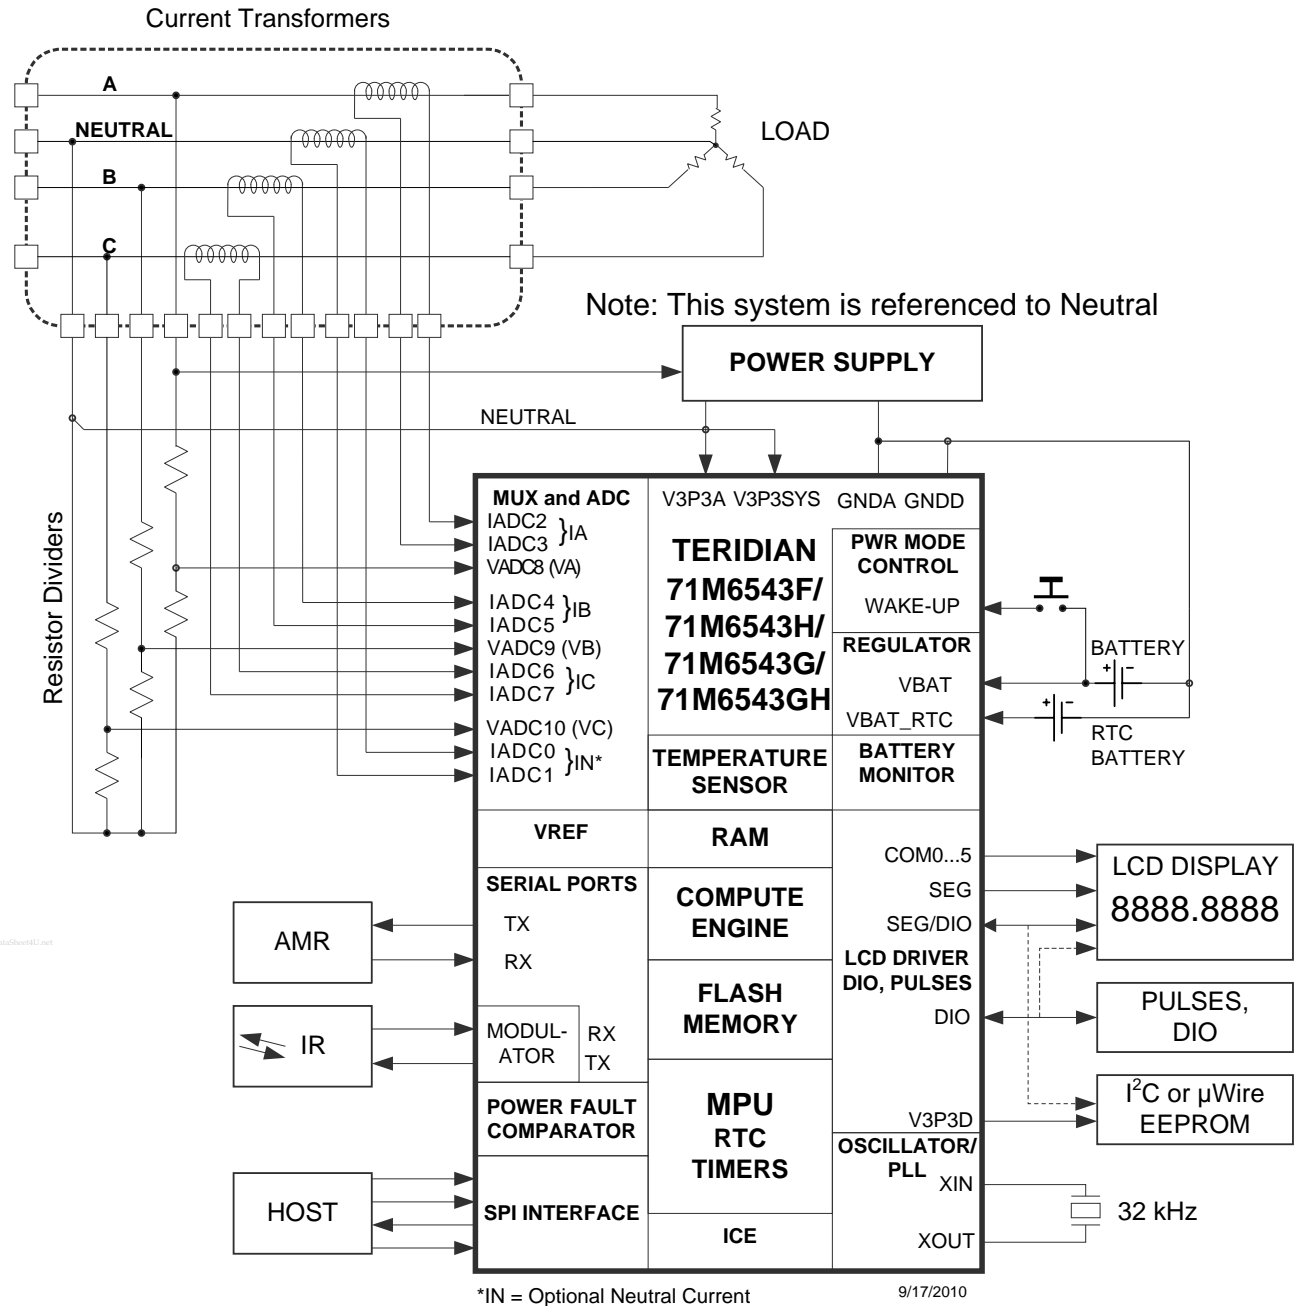 Current Transformers
A
NEUTRAL
B
C
LOAD
Note: This system is referenced to Neutral
POWER SUPPLY
NEUTRAL
Resistor Dividers
MUX and ADC
IADC2
IADC3
}IA
VADC8 (VA)
IADC4
IADC5
}IB
VADC9 (VB)
IADC6
IADC7
}IC
VADC10 (VC)
IADC0
IADC1
}IN*
V3P3A V3P3SYS
GNDA GNDD
TERIDIAN
71M6543F/
71M6543H/
71M6543G/
71M6543GH
PWR MODE
CONTROL
WAKE-UP
REGULATOR
VBAT
VBAT_RTC
BATTERY
+ -
+ -
RTC
BATTERY
TEMPERATURE
SENSOR
BATTERY
MONITOR
VREF
RAM
COM0...5
SEG
SEG/DIO
LCD DRIVER
DIO, PULSES
DIO
V3P3D
LCD DISPLAY
8888.8888
PULSES,
DIO
I2C or µWire
EEPROM
SERIAL PORTS
TX
RX
COMPUTE
ENGINE
AMR
FLASH
MEMORY
IR
MODUL-
ATOR
RX
TX
POWER FAULT
COMPARATOR
MPU
RTC
TIMERS
OSCILLATOR/
PLL
XIN
XOUT
32 kHz
HOST
SPI INTERFACE
ICE
*IN = Optional Neutral Current
9/17/2010